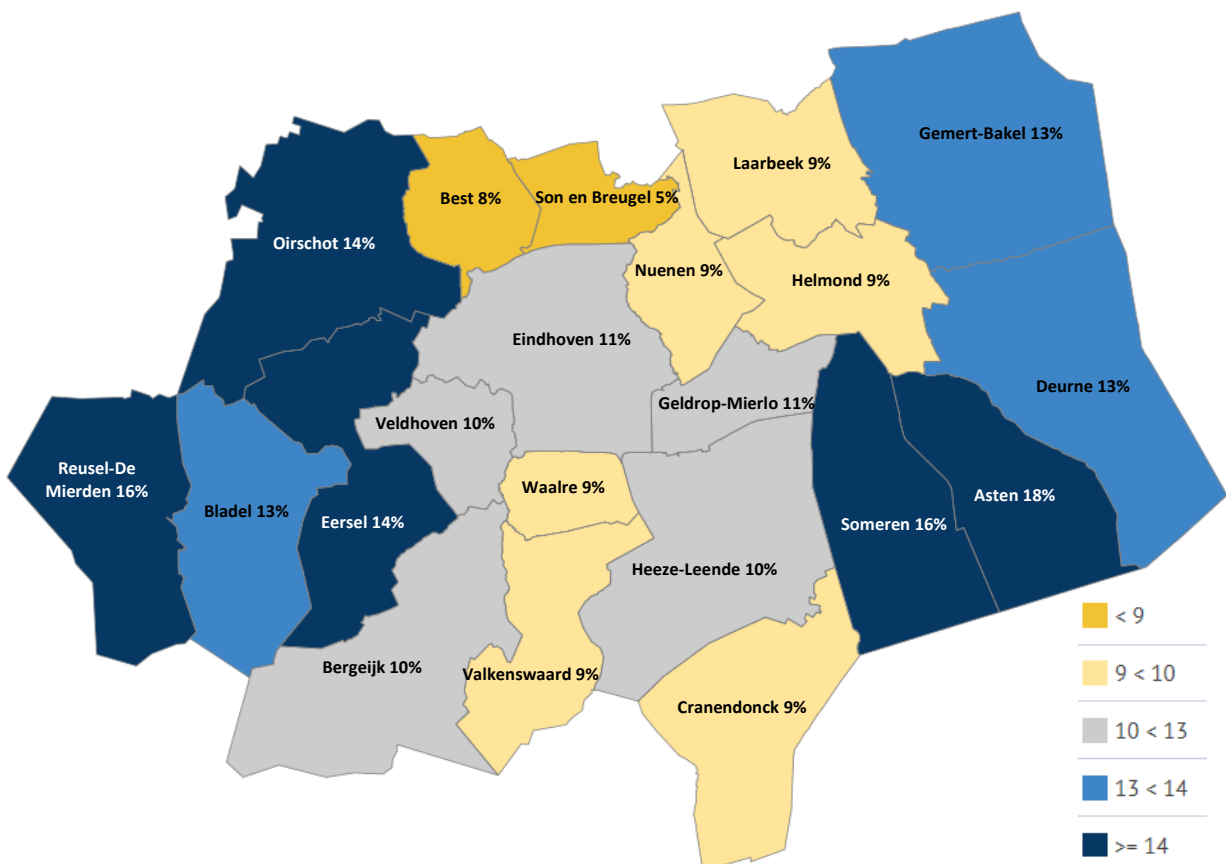 Gemert-Bakel 13%
Laarbeek 9%
Best 8%
Son en Breugel 5%
Oirschot 14%
Nuenen 9%
Helmond 9%
Eindhoven 11%
Deurne 13%
Geldrop-Mierlo 11%
Veldhoven 10%
Reusel-De
Mierden 16%
Waalre 9%
Asten 18%
Bladel 13%
Eersel 14%
Someren 16%
Heeze-Leende 10%
Bergeijk 10%
Valkenswaard 9%
Cranendonck 9%
< 9
9 < 10
10 < 13
13 < 14
>= 14